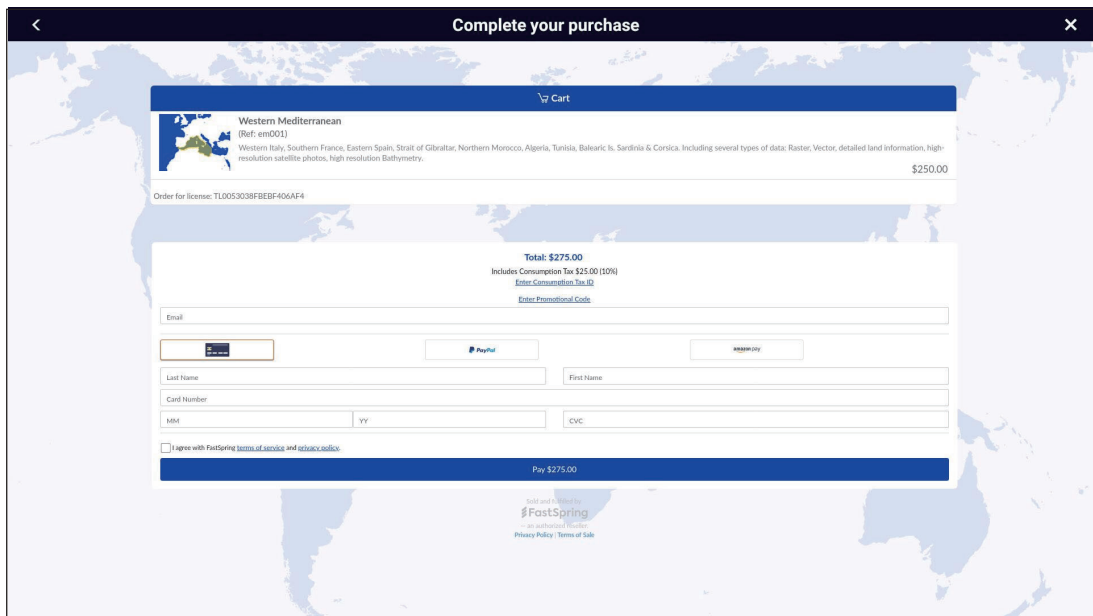 Complete your purchase
Cart
Western Mediterranean
(Ref: em001)
Western Italy, Southern France, Eastern Spain, Strait of Gibraltar, Northern Morocco, Algeria, Tunisia, Balearic Is. Sardinia & Corsica. Including several types of data: Raster, Vector, detailed land information, high-
resolution satellite photos, high resolution Bathymetry.
$250.00
Order for license: TL0053038FBEBF406AF4
Total: $275.00
Includes Consumption Tax $25.00 (10%)
Enter Consumption Tax ID
Enter Promotional Code
Email
PayPal
amazon pay
Last Name
First Name
Card Number
MM
YY
CVC
I agree with FastSpring terms of service and privacy policy.
Pay $275.00
Sold and fulfilled by
FastSpring
— an authorized reseller.
Privacy Policy | Terms of Sale